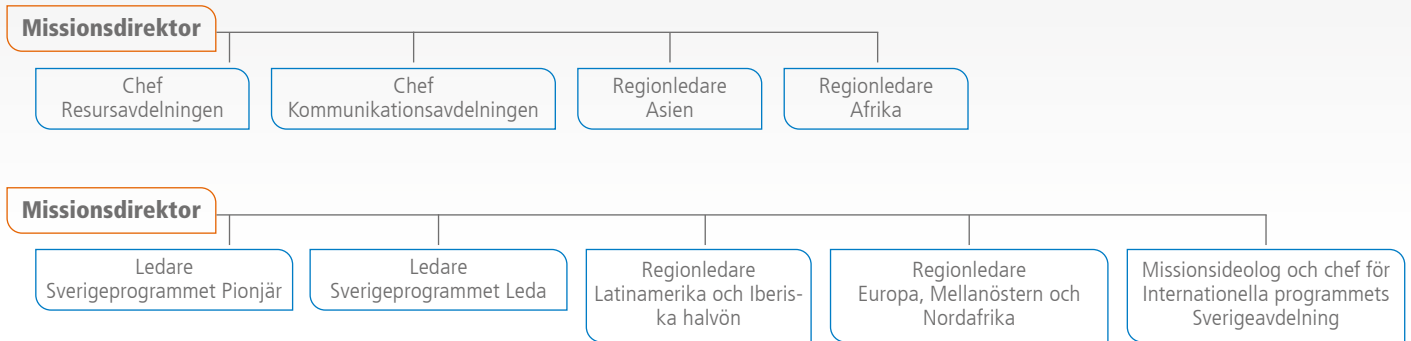 Missionsdirektor
Chef
Resursavdelningen
Chef
Kommunikationsavdelningen
Regionledare
Asien
Regionledare
Afrika
Missionsdirektor
Ledare
Sverigeprogrammet Pionjär
Ledare
Sverigeprogrammet Leda
Regionledare
Latinamerika och Iberis-
ka halvön
Regionledare
Europa, Mellanöstern och
Nordafrika
Missionsideolog och chef för
Internationella programmets
Sverigeavdelning